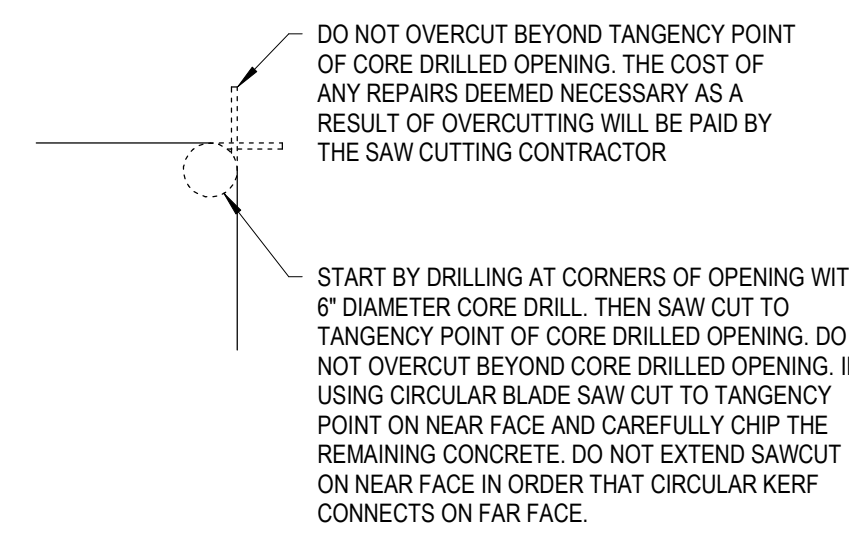 DO NOT OVERCUT BEYOND TANGENCY POINT
OF CORE DRILLED OPENING. THE COST OF
ANY REPAIRS DEEMED NECESSARY AS A
RESULT OF OVERCUTTING WILL BE PAID BY
THE SAW CUTTING CONTRACTOR
START BY DRILLING AT CORNERS OF OPENING WIT
6" DIAMETER CORE DRILL. THEN SAW CUT TO
TANGENCY POINT OF CORE DRILLED OPENING. DO
NOT OVERCUT BEYOND CORE DRILLED OPENING.
USING CIRCULAR BLADE SAW CUT TO TANGENCY
POINT ON NEAR FACE AND CAREFULLY CHIP THE
REMAINING CONCRETE. DO NOT EXTEND SAWCUT
ON NEAR FACE IN ORDER THAT CIRCULAR KERF
CONNECTS ON FAR FACE.